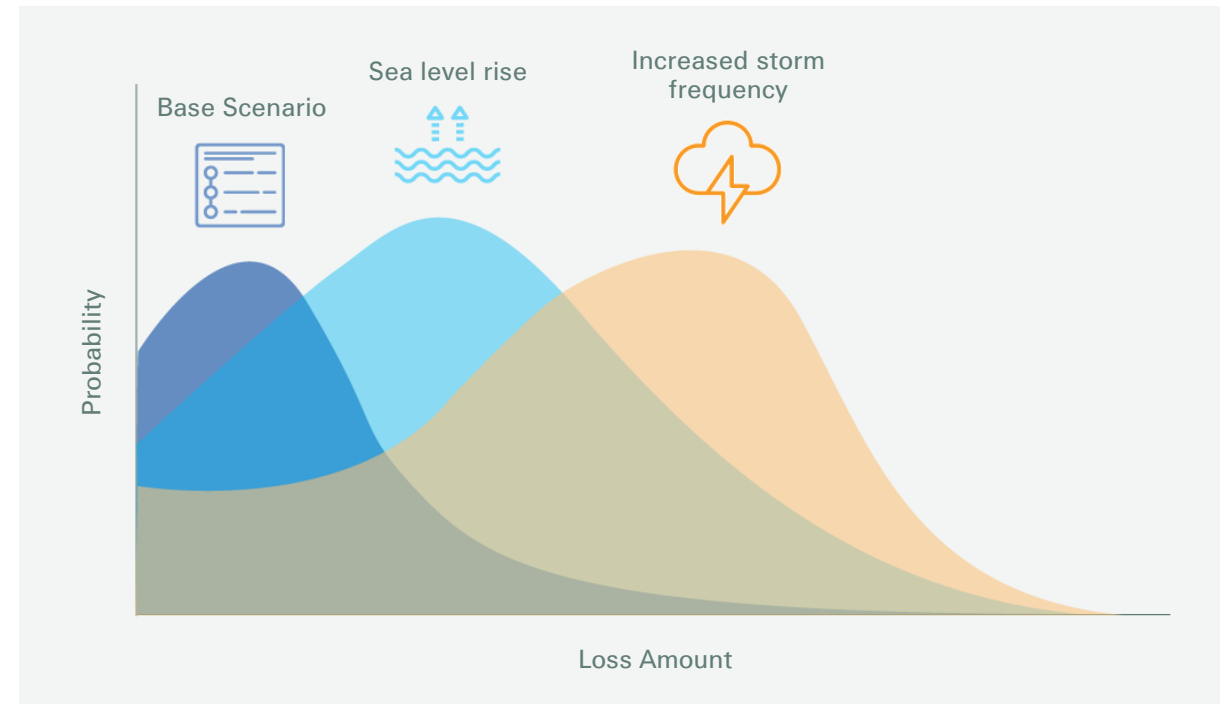 Base Scenario
Sea level rise
Increased storm
frequency
Probability
Loss Amount